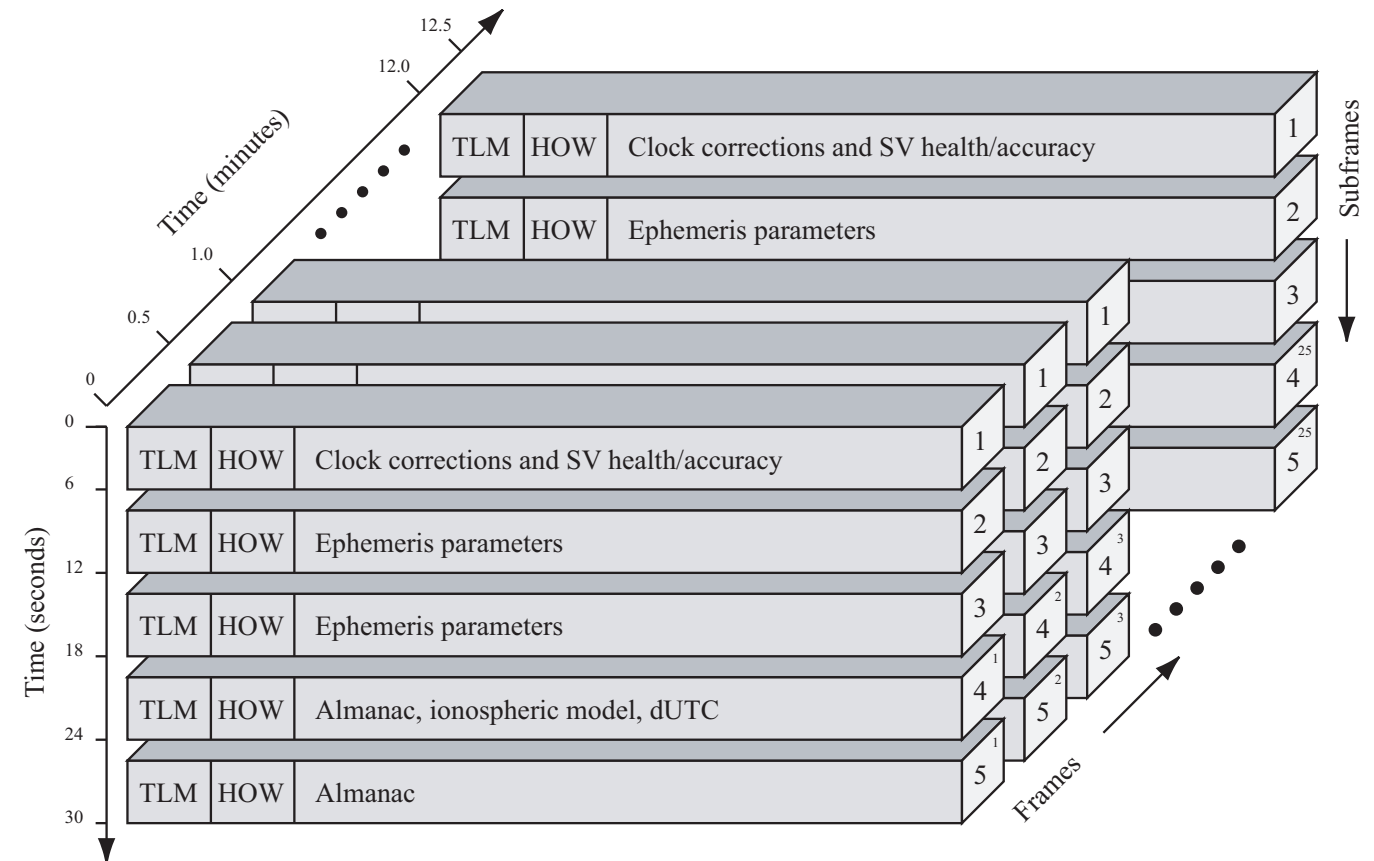 12.5
12.0
Time (minutes)
1.0
0.5
0
TLM HOW Clock corrections and SV health/accuracy 1
TLM HOW Ephemeris parameters 2
3
25
4
25
5
Subframes
1
2
3
3
4
3
5
1
2
3
2
4
2
5
0
6
12
18
24
30
Time (seconds)
TLM HOW Clock corrections and SV health/accuracy 1
TLM HOW Ephemeris parameters 2
TLM HOW Ephemeris parameters 3
1
TLM HOW Almanac, ionospheric model, dUTC 4
1
TLM HOW Almanac 5
Frames